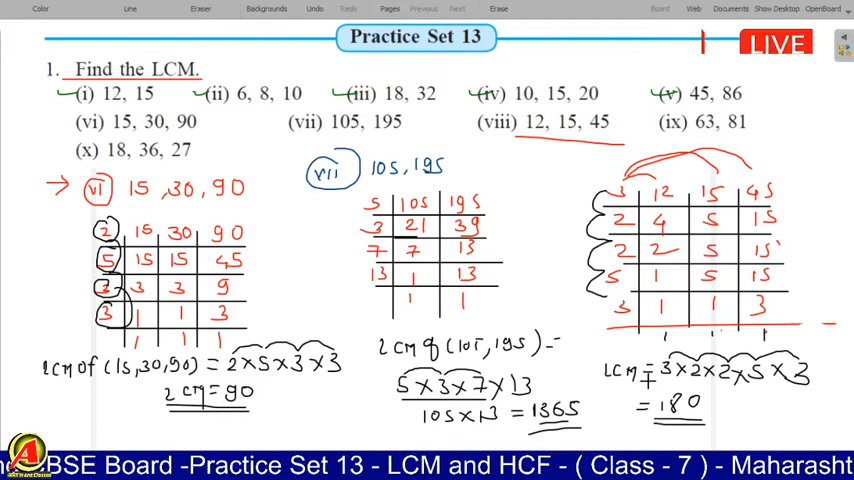 Color Line Eraser Backgrounds Undo Redo Pages Previous Next Erase Board Web Documents Show Desktop OpenBoard
Practice Set 13
LIVE
1. Find the LCM.
(i) 12, 15 (ii) 6, 8, 10 (iii) 18, 32 (iv) 10, 15, 20 (v) 45, 86
(vi) 15, 30, 90 (vii) 105, 195 (viii) 12, 15, 45 (ix) 63, 81
(x) 18, 36, 27
vi 15, 30, 90
2 15 30 90
5 15 15 45
3 3 3 9
3 1 1 3
1 1 1
LCM of (15, 30, 90) = 2×5×3×3
LCM = 90
vii 105, 195
5 105 195
3 21 39
7 7 13
13 1 13
1 1
LCM of (105, 195) =
5×3×7×13
105×13 = 1365
3 12 15 45
2 4 5 15
2 2 5 15
5 1 5 15
3 1 1 3
1 1 1
LCM = 3×2×2×5×3
= 180
A
CBSE Board -Practice Set 13 - LCM and HCF - ( Class - 7 ) - Maharasht